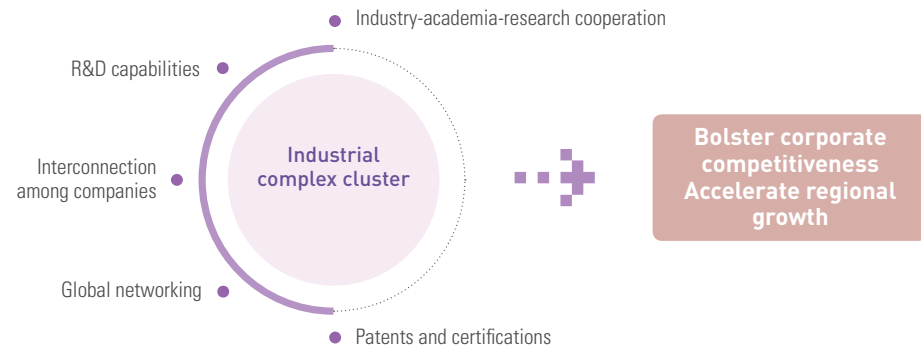 Industry-academia-research cooperation
R&D capabilities
Interconnection
among companies
Global networking
Patents and certifications
Industrial
complex cluster
Bolster corporate
competitiveness
Accelerate regional
growth